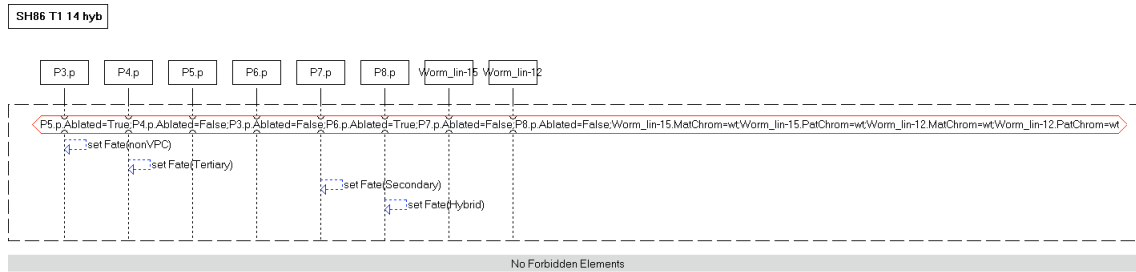 SH86 T1 14 hyb
P3.p P4.p P5.p P6.p P7.p P8.p Worm_lin-15 Worm_lin-12
P5.p.Ablated=True;P4.p.Ablated=False;P3.p.Ablated=False;P6.p.Ablated=True;P7.p.Ablated=False;P8.p.Ablated=False;Worm_lin-15.MatChrom=wt;Worm_lin-15.PatChrom=wt;Worm_lin-12.MatChrom=wt;Worm_lin-12.PatChrom=wt
set Fate(nonVPC)
set Fate(Tertiary)
set Fate(Secondary)
set Fate(Hybrid)
No Forbidden Elements